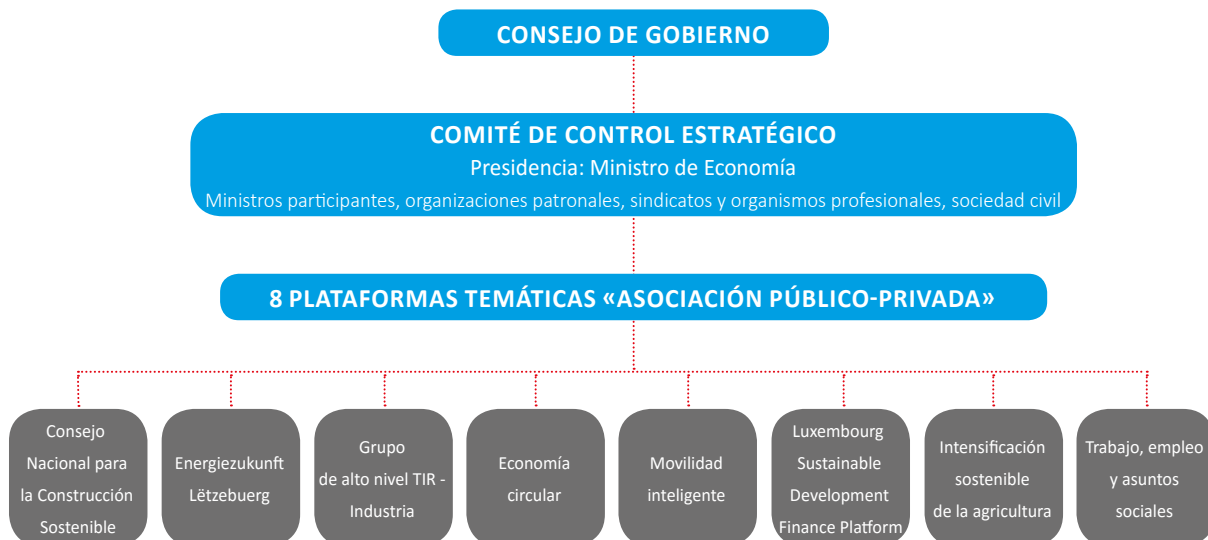 CONSEJO DE GOBIERNO
COMITÉ DE CONTROL ESTRATÉGICO
Presidencia: Ministro de Economía
Ministros participantes, organizaciones patronales, sindicatos y organismos profesionales, sociedad civil
8 PLATAFORMAS TEMÁTICAS «ASOCIACIÓN PÚBLICO-PRIVADA»
Consejo
Nacional para
la Construcción
Sostenible
Energiezukunft
Lëtzebuerg
Grupo
de alto nivel TIR -
Industria
Economía
circular
Movilidad
inteligente
Luxembourg
Sustainable
Development
Finance Platform
Intensificación
sostenible
de la agricultura
Trabajo, empleo
y asuntos
sociales